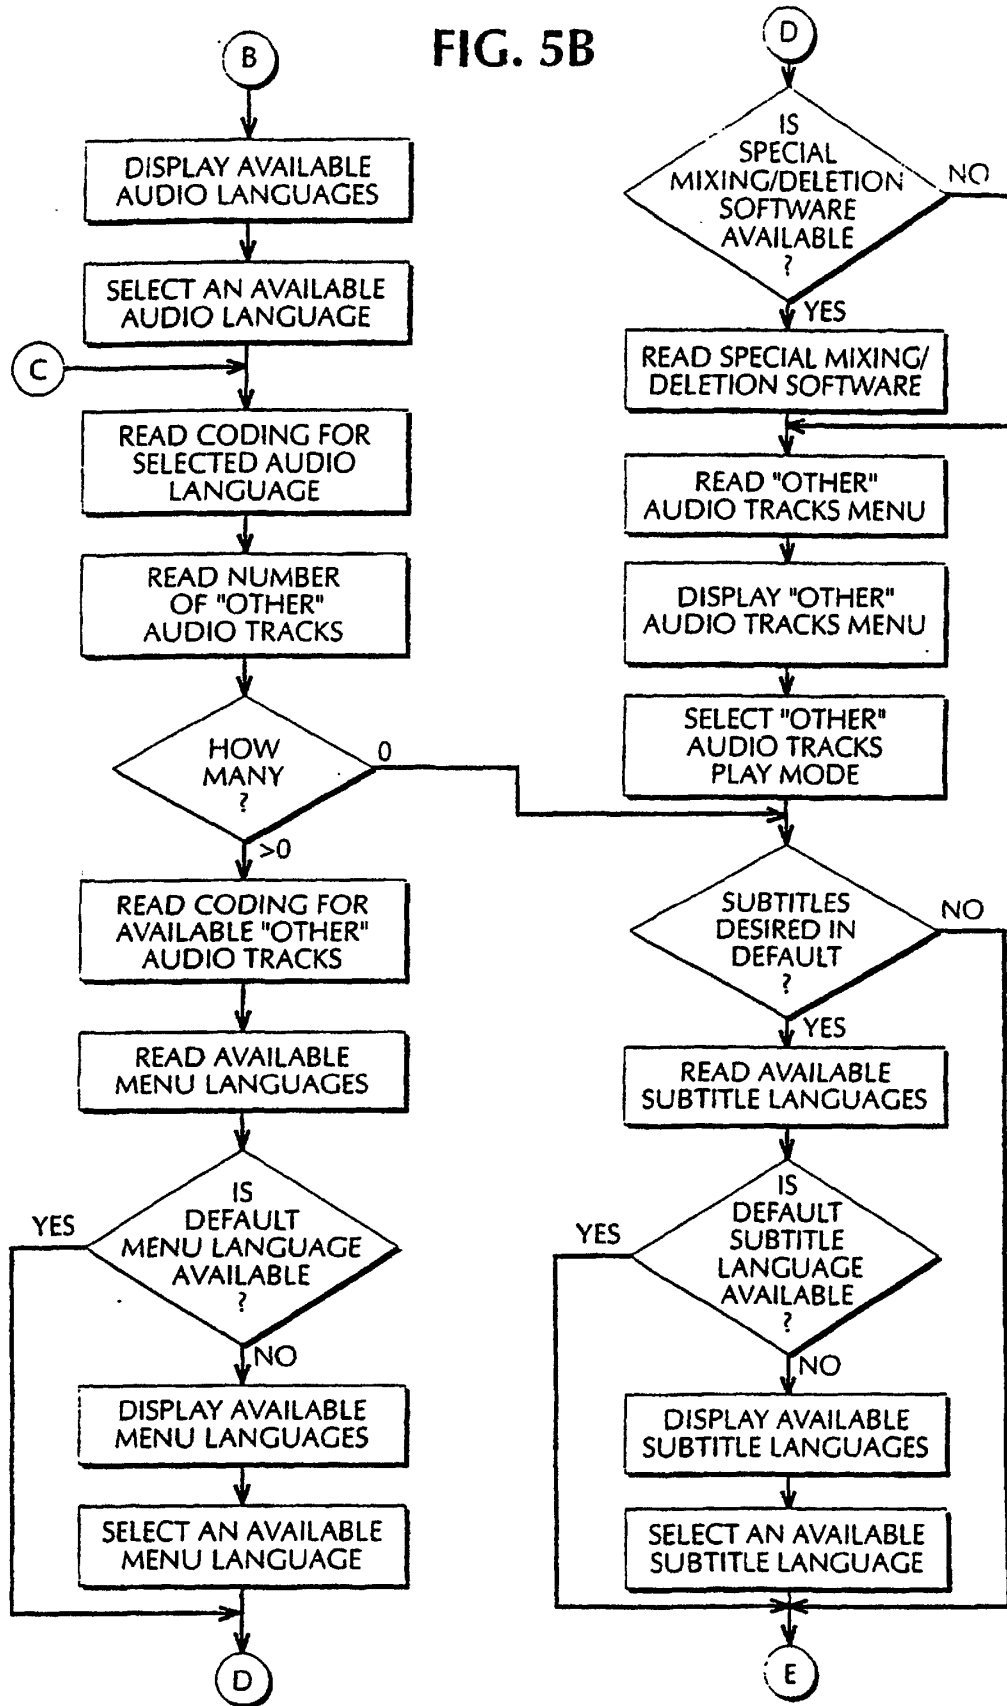 FIG. 5B
B
DISPLAY AVAILABLE
AUDIO LANGUAGES
SELECT AN AVAILABLE
AUDIO LANGUAGE
C
READ CODING FOR
SELECTED AUDIO
LANGUAGE
READ NUMBER
OF "OTHER"
AUDIO TRACKS
HOW
MANY
?
0
>0
READ CODING FOR
AVAILABLE "OTHER"
AUDIO TRACKS
READ AVAILABLE
MENU LANGUAGES
IS
DEFAULT
MENU LANGUAGE
AVAILABLE
?
YES
NO
DISPLAY AVAILABLE
MENU LANGUAGES
SELECT AN AVAILABLE
MENU LANGUAGE
D
D
IS
SPECIAL
MIXING/DELETION
SOFTWARE
AVAILABLE
?
NO
YES
READ SPECIAL MIXING/
DELETION SOFTWARE
READ "OTHER"
AUDIO TRACKS MENU
DISPLAY "OTHER"
AUDIO TRACKS MENU
SELECT "OTHER"
AUDIO TRACKS
PLAY MODE
SUBTITLES
DESIRED IN
DEFAULT
?
NO
YES
READ AVAILABLE
SUBTITLE LANGUAGES
IS
DEFAULT
SUBTITLE
LANGUAGE
AVAILABLE
?
YES
NO
DISPLAY AVAILABLE
SUBTITLE LANGUAGES
SELECT AN AVAILABLE
SUBTITLE LANGUAGE
E